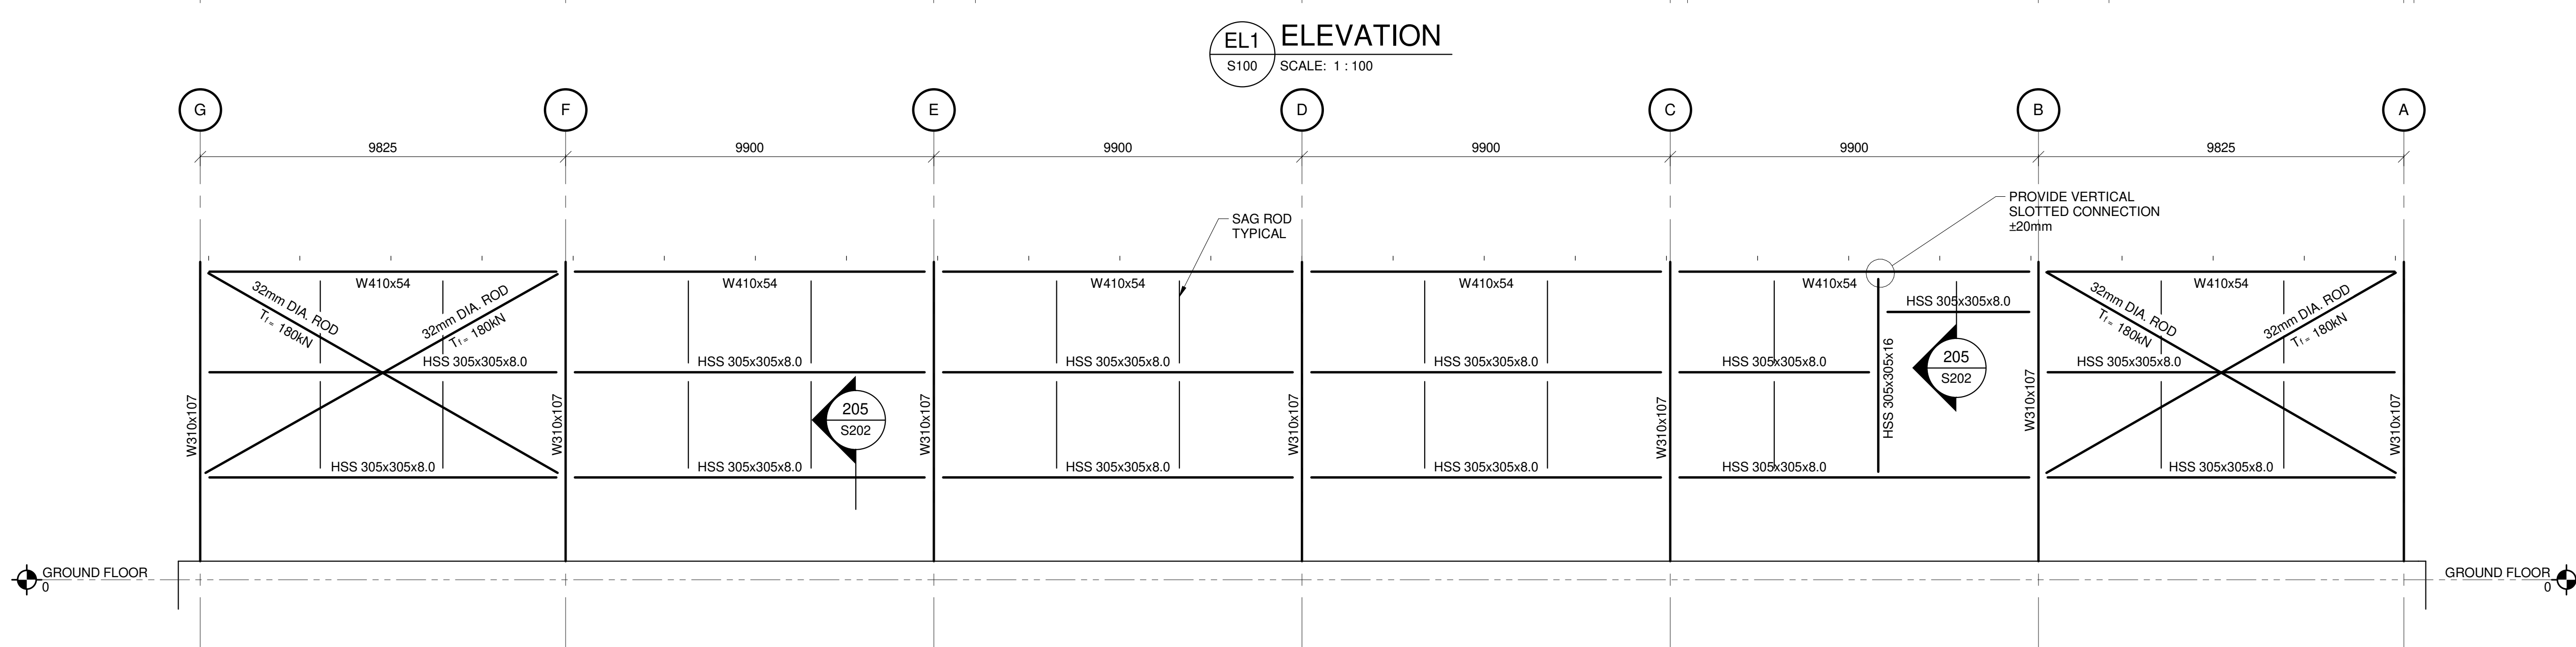 EL1
S100
ELEVATION
SCALE: 1 : 100
G
F
E
D
C
B
A
9825
9900
9900
9900
9900
9825
PROVIDE VERTICAL
SLOTTED CONNECTION
±20mm
SAG ROD
TYPICAL
W410x54
W410x54
W410x54
W410x54
W410x54
W410x54
32mm DIA. ROD
Tf = 180kN
32mm DIA. ROD
Tf = 180kN
32mm DIA. ROD
Tf = 180kN
32mm DIA. ROD
Tf = 180kN
HSS 305x305x8.0
HSS 305x305x8.0
HSS 305x305x8.0
HSS 305x305x8.0
HSS 305x305x8.0
HSS 305x305x8.0
HSS 305x305x8.0
HSS 305x305x16
205
S202
205
S202
W310x107
W310x107
W310x107
W310x107
W310x107
W310x107
W310x107
HSS 305x305x8.0
HSS 305x305x8.0
HSS 305x305x8.0
HSS 305x305x8.0
HSS 305x305x8.0
HSS 305x305x8.0
GROUND FLOOR
0
GROUND FLOOR
0